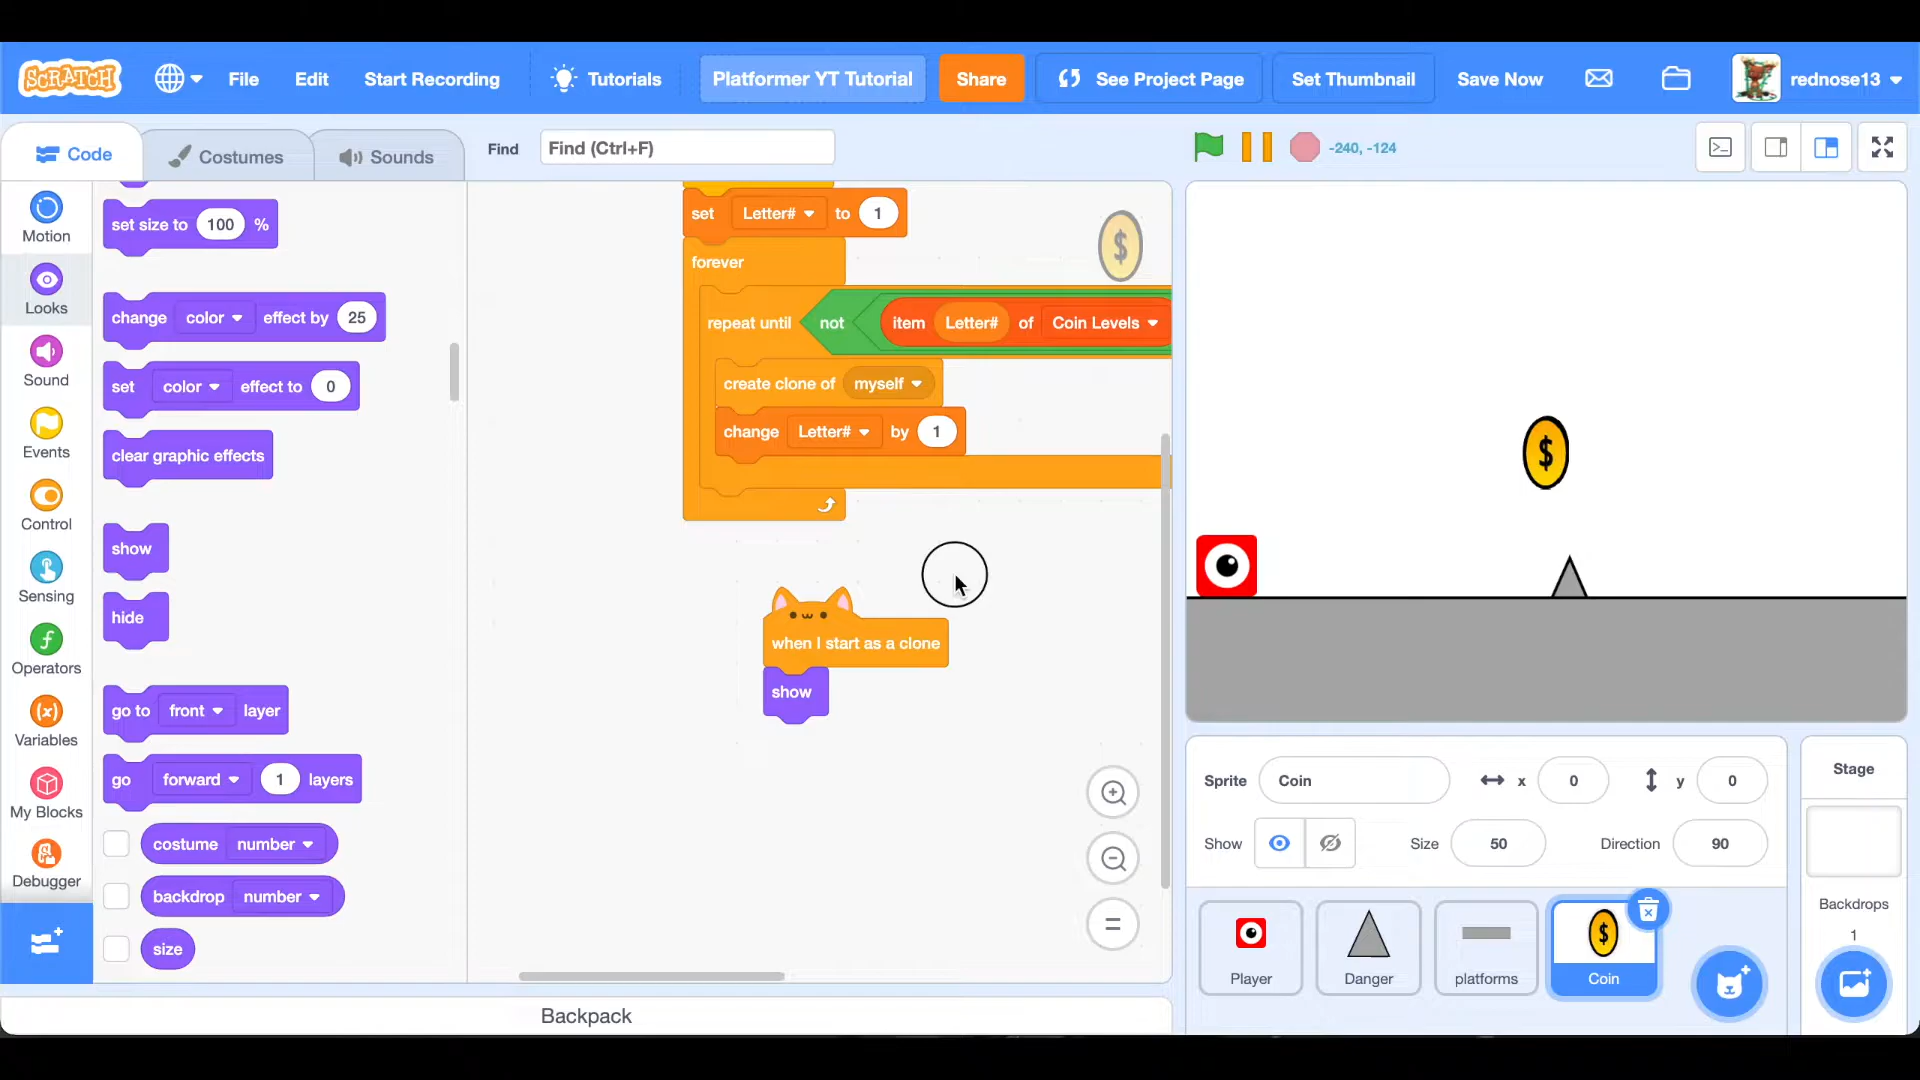 SCRATCH File Edit Start Recording Tutorials Platformer YT Tutorial Share See Project Page Set Thumbnail Save Now rednose13
Code Costumes Sounds Find Find (Ctrl+F) -240, -124
Motion
Looks
Sound
Events
Control
Sensing
Operators
Variables
My Blocks
Debugger
set size to 100 %
change color effect by 25
set color effect to 0
clear graphic effects
show
hide
go to front layer
go forward 1 layers
costume number
backdrop number
size
set Letter# to 1
forever
repeat until not item Letter# of Coin Levels
create clone of myself
change Letter# by 1
when I start as a clone
show
$
$
Sprite Coin x 0 y 0
Show Size 50 Direction 90
Player
Danger
platforms
$
Coin
Stage
Backdrops
1
Backpack